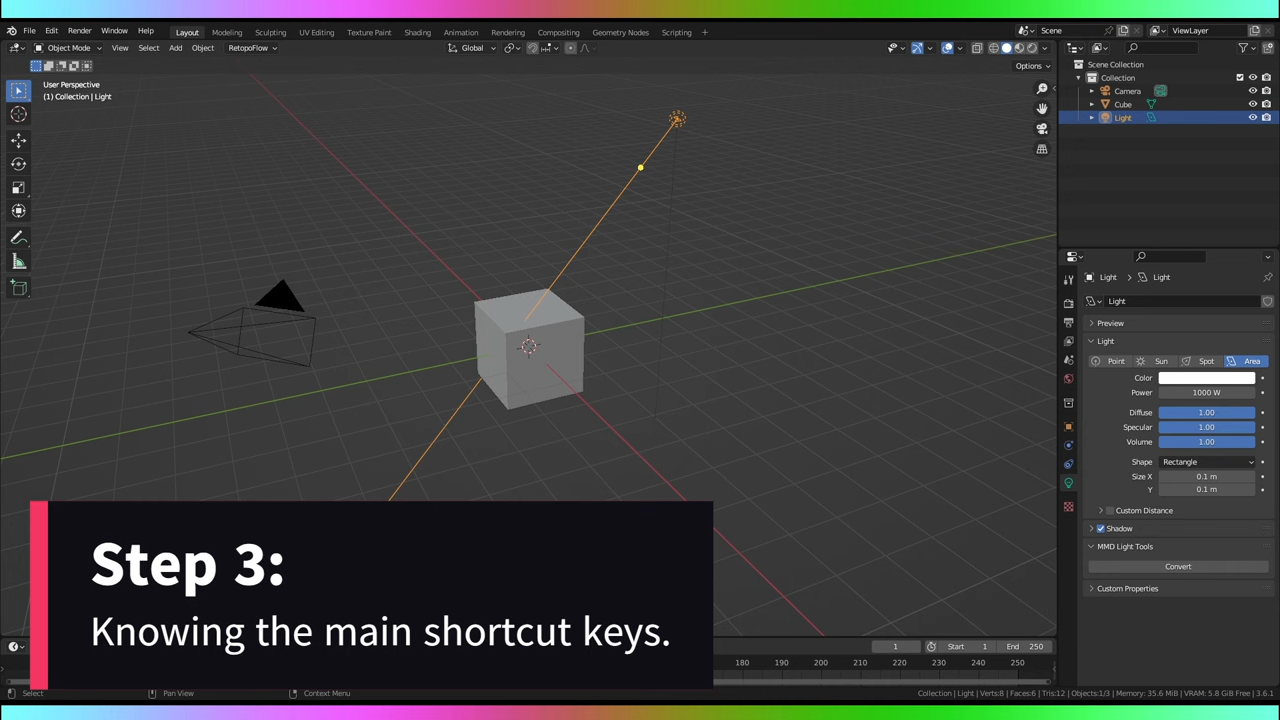 File Edit Render Window Help Layout Modeling Sculpting UV Editing Texture Paint Shading Animation Rendering Compositing Geometry Nodes Scripting + Scene ViewLayer
Object Mode View Select Add Object RetopoFlow Global
Options
User Perspective
(1) Collection | Light
Scene Collection
Collection
Camera
Cube
Light
Light Light
Light
Preview
Light
Point Sun Spot Area
Color
Power 1000 W
Diffuse 1.00
Specular 1.00
Volume 1.00
Shape Rectangle
Size X 0.1 m
Y 0.1 m
Custom Distance
Shadow
MMD Light Tools
Convert
Custom Properties
Step 3:
Knowing the main shortcut keys.
1 Start 1 End 250
180 190 200 210 220 230 240 250
Select Pan View Context Menu Collection | Light | Verts:8 | Faces:6 | Tris:12 | Objects:1/3 | Memory: 35.6 MiB | VRAM: 5.8 GiB Free | 3.6.1